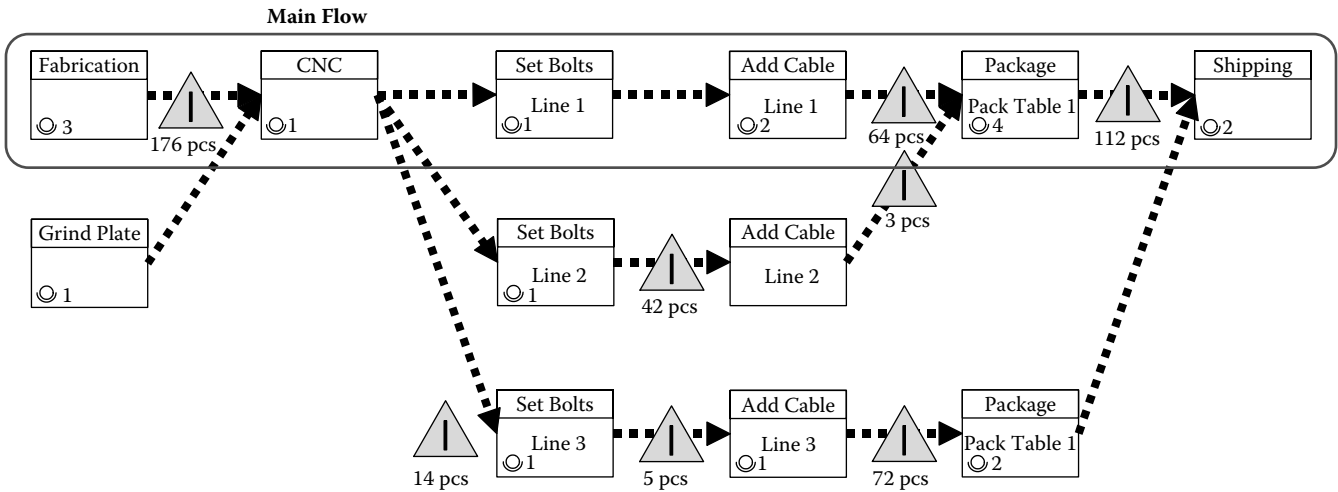 Main Flow
Fabrication
3
176 pcs
CNC
1
Set Bolts
Line 1
1
Add Cable
Line 1
2
64 pcs
Package
Pack Table 1
4
112 pcs
Shipping
2
Grind Plate
1
Set Bolts
Line 2
1
42 pcs
Add Cable
Line 2
3 pcs
14 pcs
Set Bolts
Line 3
1
5 pcs
Add Cable
Line 3
1
72 pcs
Package
Pack Table 1
2